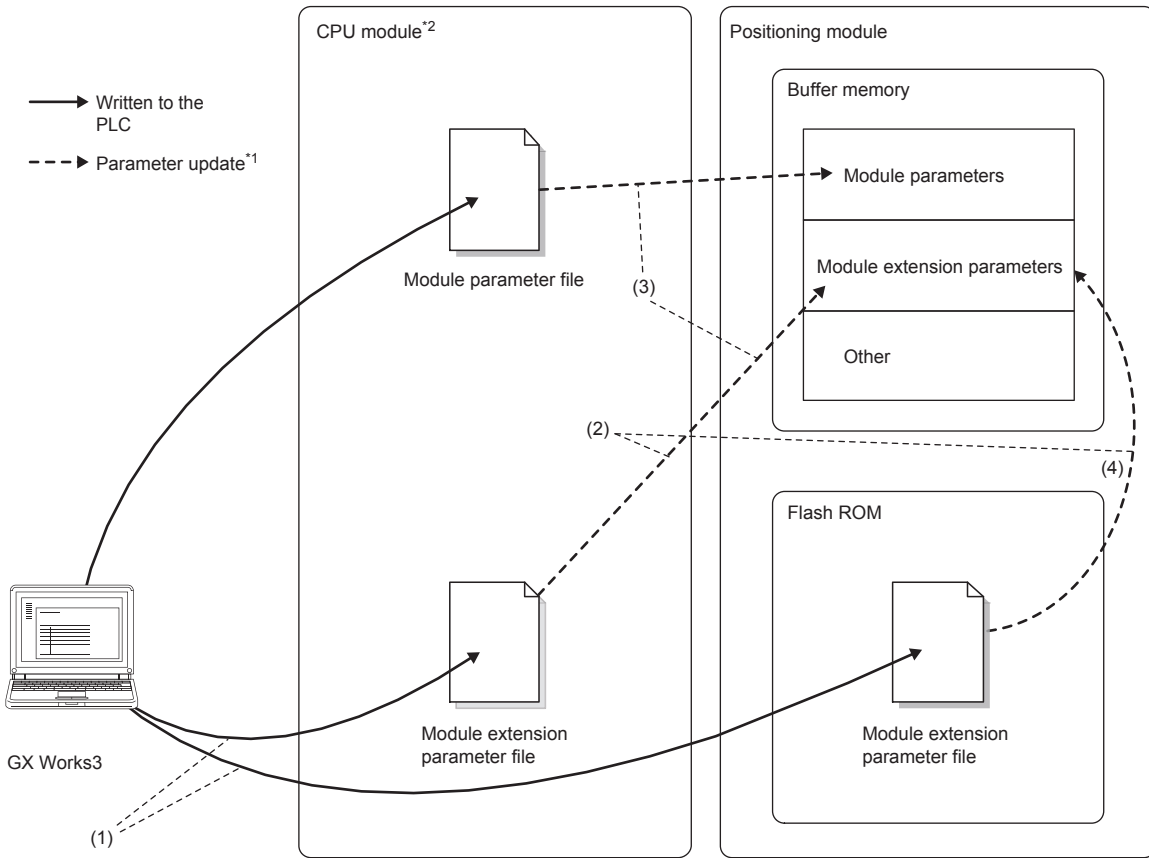 CPU module*2
Positioning module
Buffer memory
Written to the
PLC
Parameter update*1
Module parameters
Module parameter file
Module extension parameters
(3)
Other
(2)
(4)
Flash ROM
Module extension
parameter file
Module extension
parameter file
GX Works3
(1)